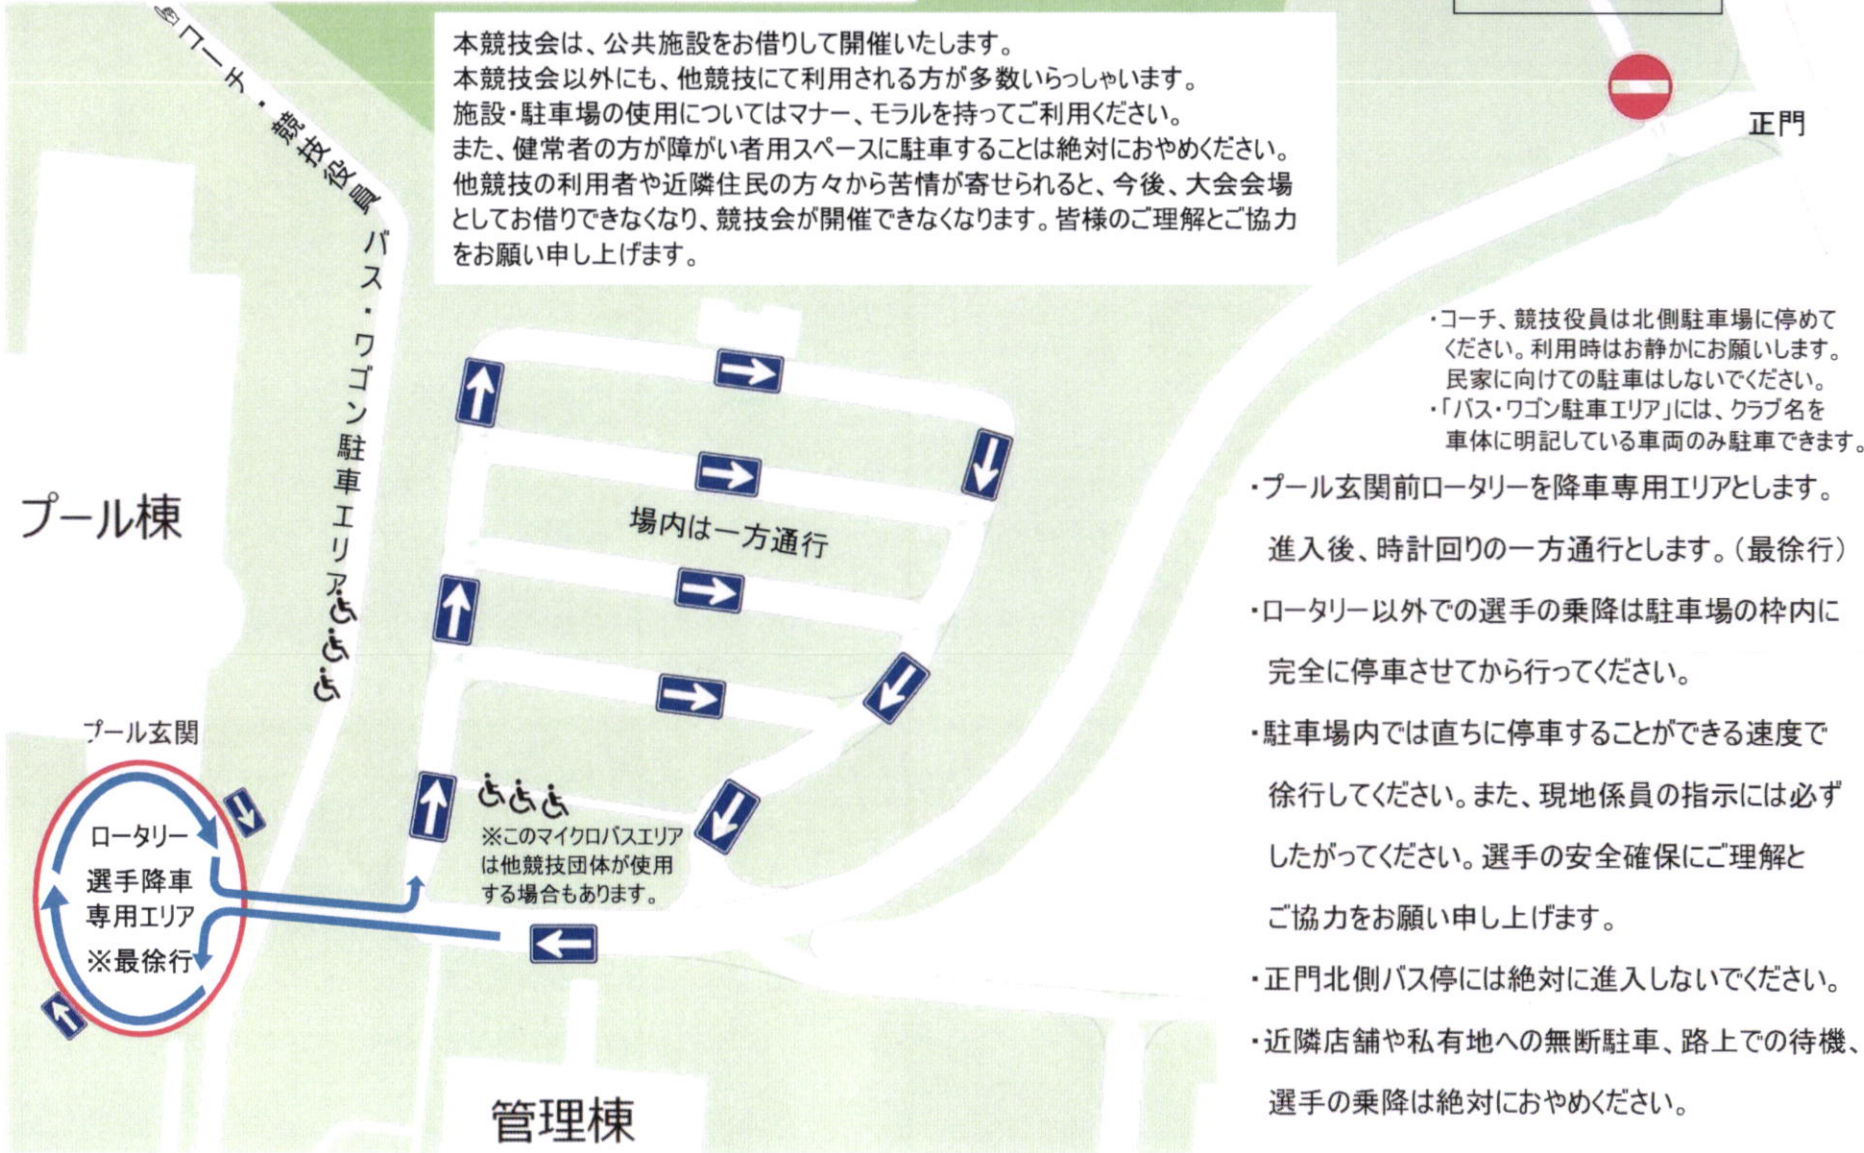 本競技会は、公共施設をお借りして開催いたします。
本競技会以外にも、他競技にて利用される方が多数いらっしゃいます。
施設・駐車場の使用についてはマナー、モラルを持ってご利用ください。
また、健常者の方が障がい者用スペースに駐車することは絶対におやめください。
他競技の利用者や近隣住民の方々から苦情が寄せられると、今後、大会会場
としてお借りできなくなり、競技会が開催できなくなります。皆様のご理解とご協力
をお願い申し上げます。
コーチ・競技役員
バス・ワゴン駐車エリア
正門
・コーチ、競技役員は北側駐車場に停めて
ください。利用時はお静かにお願いします。
民家に向けての駐車はしないでください。
・「バス・ワゴン駐車エリア」には、クラブ名を
車体に明記している車両のみ駐車できます。
プール棟
場内は一方通行
・プール玄関前ロータリーを降車専用エリアとします。
進入後、時計回りの一方通行とします。（最徐行）
・ロータリー以外での選手の乗降は駐車場の枠内に
完全に停車させてから行ってください。
・駐車場内では直ちに停車することができる速度で
徐行してください。また、現地係員の指示には必ず
したがってください。選手の安全確保にご理解と
ご協力をお願い申し上げます。
・正門北側バス停には絶対に進入しないでください。
・近隣店舗や私有地への無断駐車、路上での待機、
選手の乗降は絶対におやめください。
プール玄関
ロータリー
選手降車
専用エリア
※最徐行
※このマイクロバスエリア
は他競技団体が使用
する場合もあります。
管理棟